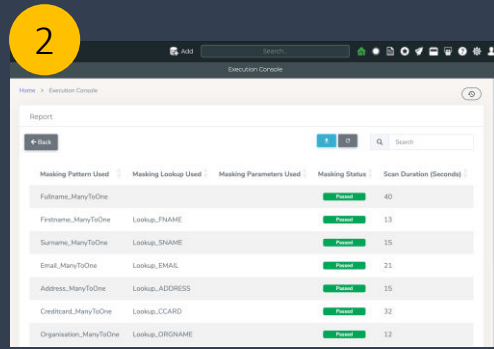 2
Add Search...
Execution Console
Home > Execution Console
Report
Back Search
Masking Pattern Used Masking Lookup Used Masking Parameters Used Masking Status Scan Duration (Seconds)
Fullname_ManyToOne Passed 40
Firstname_ManyToOne Lookup_FNAME Passed 13
Surname_ManyToOne Lookup_SNAME Passed 15
Email_ManyToOne Lookup_EMAIL Passed 21
Address_ManyToOne Lookup_ADDRESS Passed 15
Creditcard_ManyToOne Lookup_CCARD Passed 32
Organisation_ManyToOne Lookup_ORGNAME Passed 12